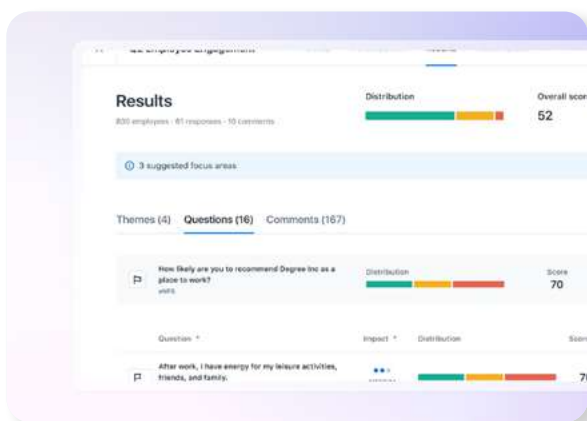 Results
Distribution
Overall scor
52
830 employees · 61 responses · 10 comments
3 suggested focus areas
Themes (4) Questions (16) Comments (167)
How likely are you to recommend Degree Inc as a
place to work?
Distribution
Score
70
Question
Impact
Distribution
Score
After work, I have energy for my leisure activities,
friends, and family.